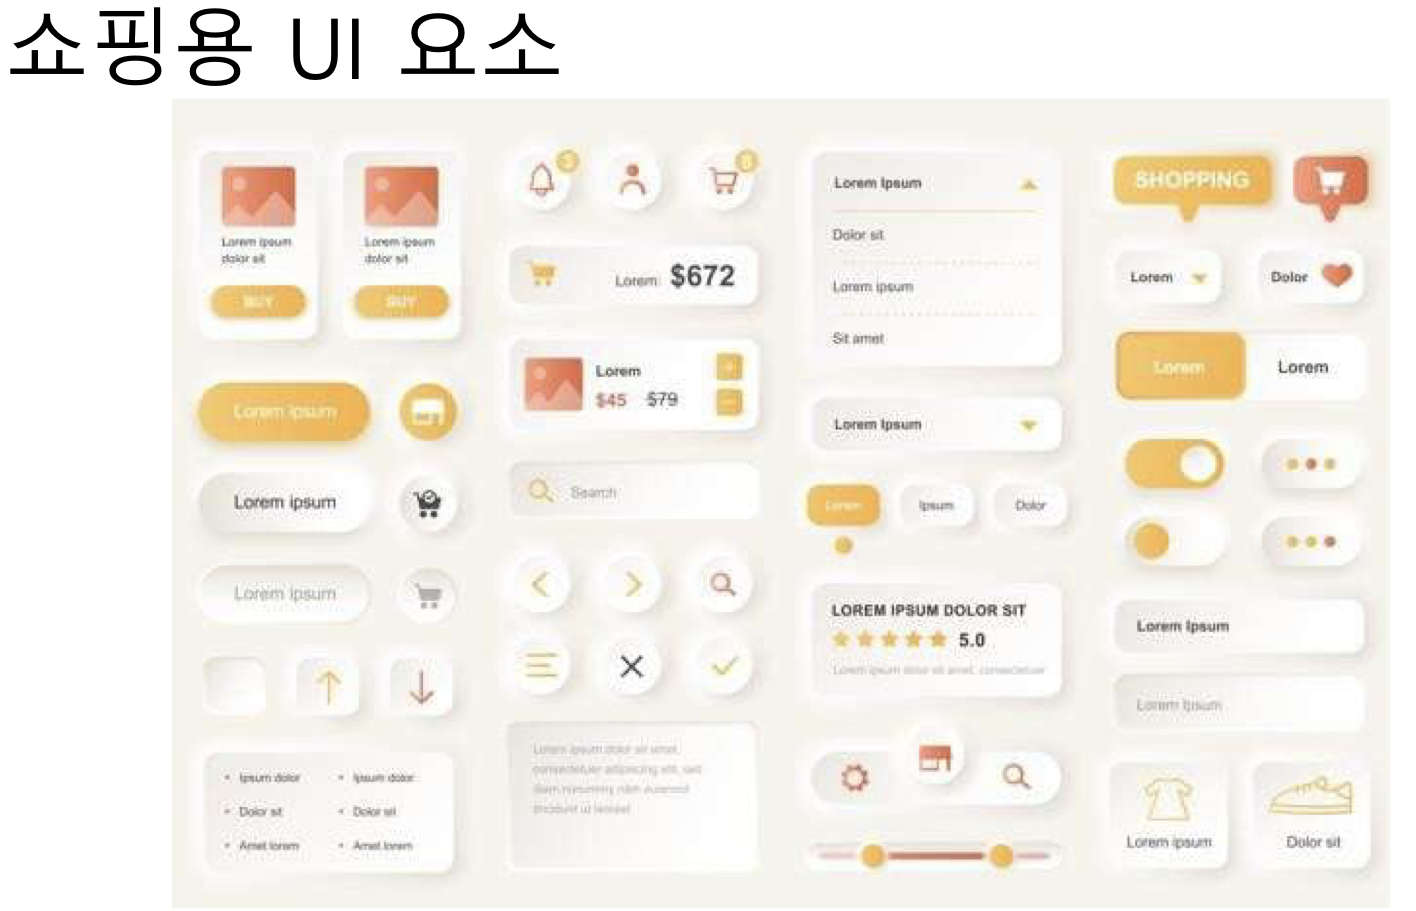 쇼핑용 UI 요소
Lorem ipsum
dolor sit
BUY
Lorem ipsum
dolor sit
BUY
Lorem ipsum
Lorem ipsum
Lorem ipsum
• Ipsum dolor
• Dolor sit
• Amet lorem
• Ipsum dolor
• Dolor sit
• Amet lorem
3
8
Lorem: $672
Lorem
$45 $79
Search
Lorem ipsum dolor sit amet,
consectetuer adipiscing elit, sed
diam nonummy nibh euismod
tincidunt ut laoreet
Lorem Ipsum
Dolor sit
Lorem ipsum
Sit amet
Lorem Ipsum
Lorem
Ipsum
Dolor
LOREM IPSUM DOLOR SIT
5.0
Lorem ipsum dolor sit amet, consectetuer
SHOPPING
Lorem
Dolor
Lorem
Lorem
Lorem Ipsum
Lorem Ipsum
Lorem ipsum
Dolor sit